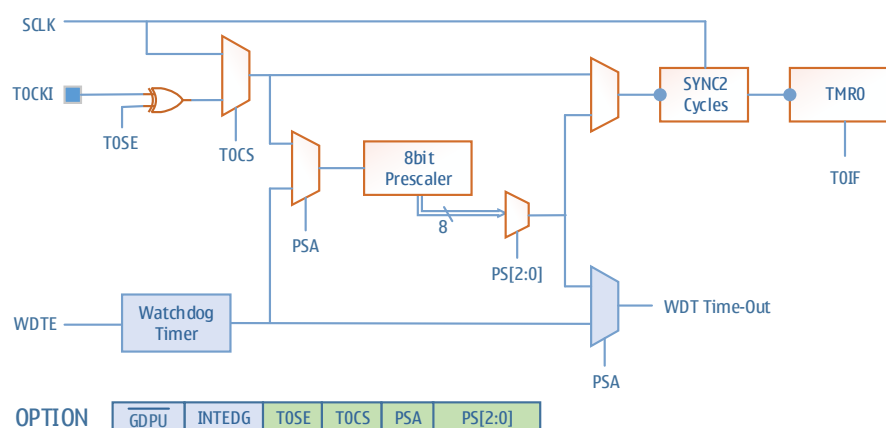 SCLK
T0CKI
T0SE
T0CS
SYNC2
Cycles
TMR0
T0IF
8bit
Prescaler
8
PSA
PS[2:0]
WDTE
Watchdog
Timer
WDT Time-Out
PSA
OPTION GDPU INTEDG T0SE T0CS PSA PS[2:0]